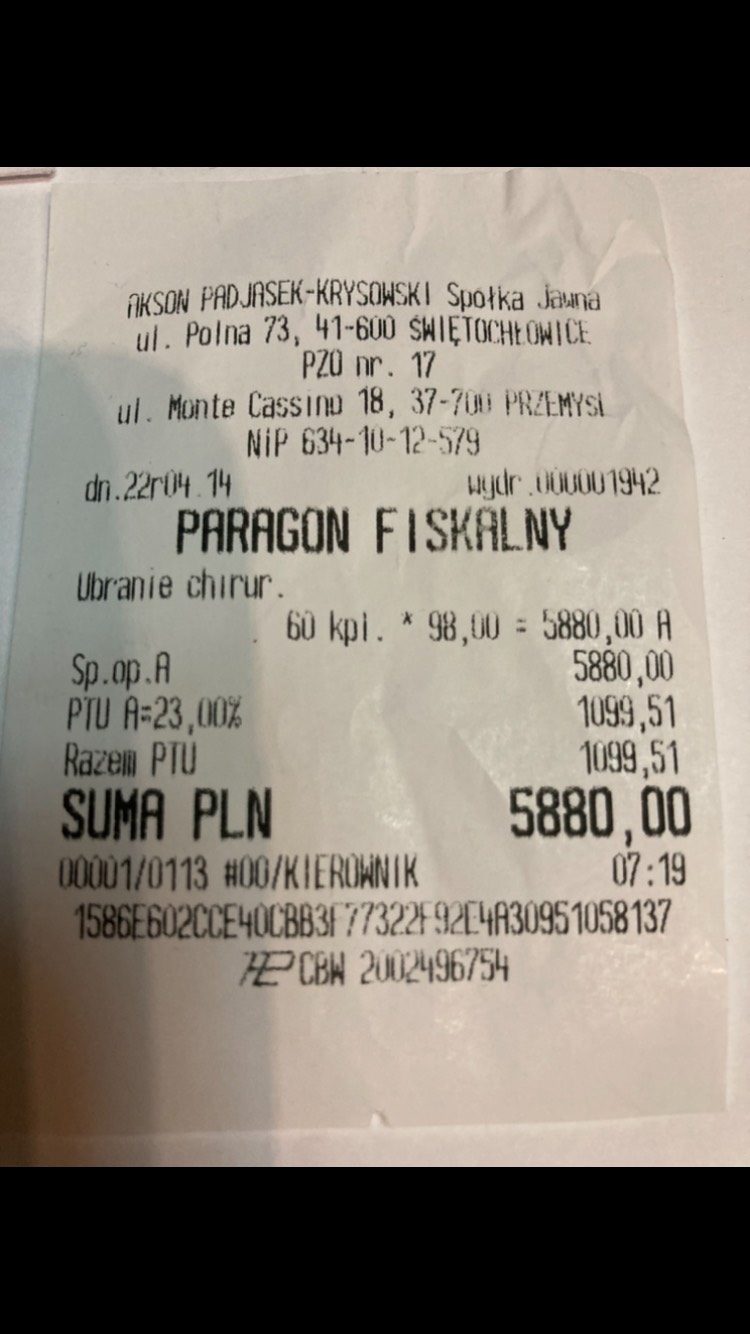 AKSON PADJASEK-KRYSOWSKI Spółka Jawna
ul. Polna 73, 41-600 ŚWIĘTOCHŁOWICE
PZO nr. 17
ul. Monte Cassino 18, 37-700 PRZEMYŚL
NIP 634-10-12-579
dn.22r04.14 wydr.000001942
PARAGON FISKALNY
Ubranie chirur.
60 kpl. * 98,00 = 5880,00 A
Sp.op.A 5880,00
PTU A=23,00% 1099,51
Razem PTU 1099,51
SUMA PLN 5880,00
00001/0113 #00/KIEROWNIK 07:19
1586E602CCE40CBB3F77322F92E4A30951058137
CBW 2002496754